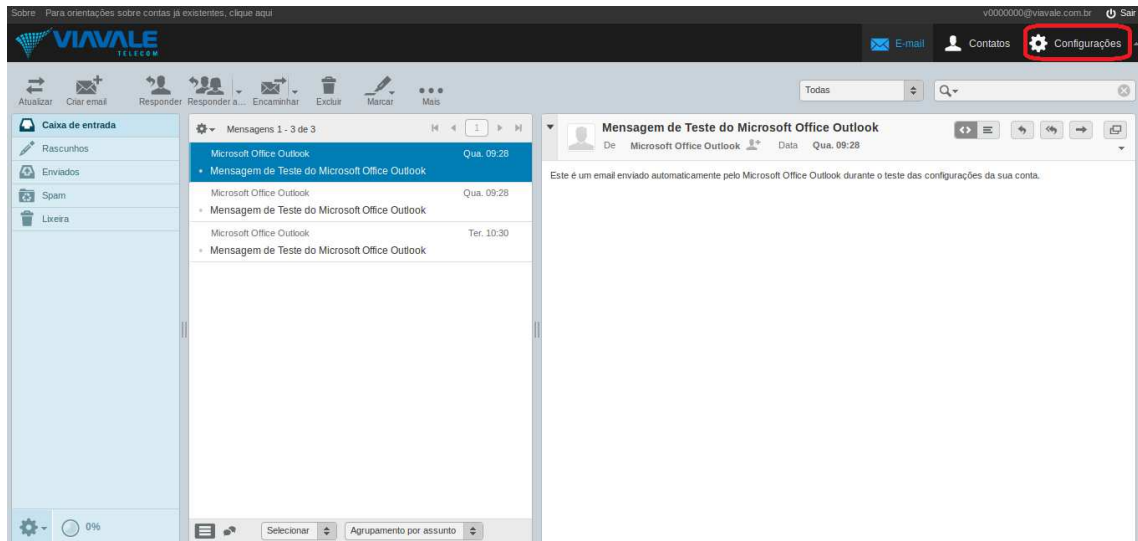 Sobre Para orientações sobre contas já existentes, clique aqui
v0000000@viavale.com.br Sair
VIAVALE
TELECOM
E-mail Contatos Configurações
Atualizar Criar email Responder Responder a... Encaminhar Excluir Marcar Mais
Todas
Caixa de entrada
Rascunhos
Enviados
Spam
Lixeira
0%
Mensagens 1 - 3 de 3
1
Microsoft Office Outlook Qua. 09:28
Mensagem de Teste do Microsoft Office Outlook
Microsoft Office Outlook Qua. 09:28
Mensagem de Teste do Microsoft Office Outlook
Microsoft Office Outlook Ter. 10:30
Mensagem de Teste do Microsoft Office Outlook
Selecionar Agrupamento por assunto
Mensagem de Teste do Microsoft Office Outlook
De Microsoft Office Outlook Data Qua. 09:28
Este é um email enviado automaticamente pelo Microsoft Office Outlook durante o teste das configurações da sua conta.